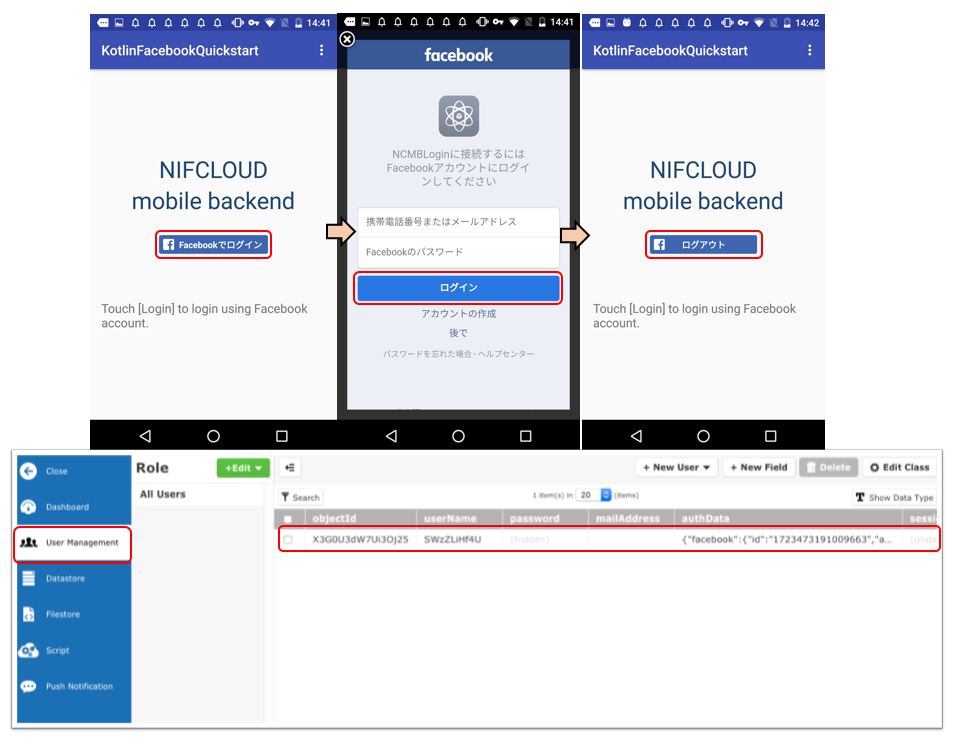 14:41
KotlinFacebookQuickstart
NIFCLOUD
mobile backend
Facebookでログイン
Touch [Login] to login using Facebook
account.
14:41
facebook
NCMBLoginに接続するには
Facebookアカウントにログイ
ンしてください
携帯電話番号またはメールアドレス
Facebookのパスワード
ログイン
アカウントの作成
後で
パスワードを忘れた場合・ヘルプセンター
14:42
KotlinFacebookQuickstart
NIFCLOUD
mobile backend
ログアウト
Touch [Login] to login using Facebook
account.
Close
Dashboard
User Management
Datastore
Filestore
Script
Push Notification
Role
+Edit
All Users
+ New User
+ New Field
Delete
Edit Class
Search
1 item(s) in 20 (items)
Show Data Type
objectId userName password mailAddress authData sessi
X3G0U3dW7Ui3Oj25 SWzZLiHf4U (hidden) {"facebook":{"id":"1723473191009663","a... (unde